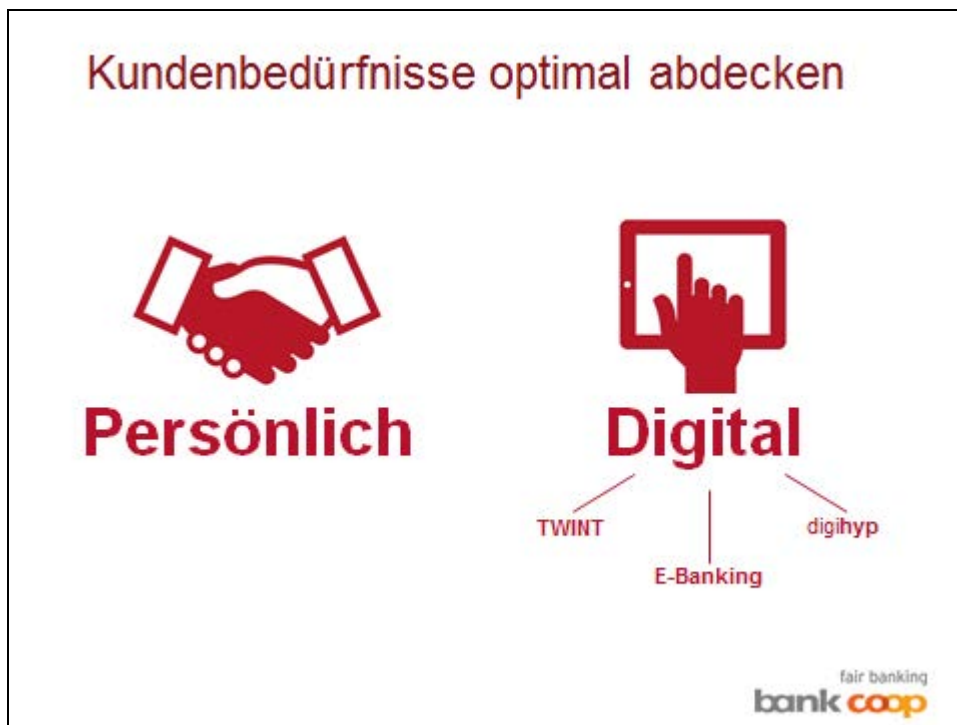 Kundenbedürfnisse optimal abdecken
Persönlich
Digital
TWINT
digihyp
E-Banking
fair banking
bank coop